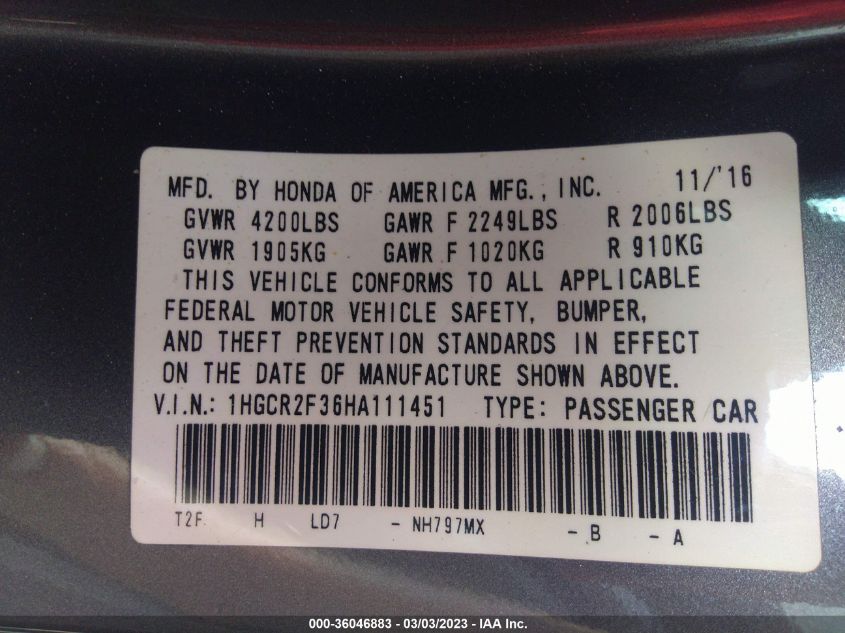 MFD. BY HONDA OF AMERICA MFG., INC. 11/'16
GVWR 4200LBS GAWR F 2249LBS R 2006LBS
GVWR 1905KG GAWR F 1020KG R 910KG
THIS VEHICLE CONFORMS TO ALL APPLICABLE
FEDERAL MOTOR VEHICLE SAFETY, BUMPER,
AND THEFT PREVENTION STANDARDS IN EFFECT
ON THE DATE OF MANUFACTURE SHOWN ABOVE.
V.I.N.: 1HGCR2F36HA111451 TYPE: PASSENGER CAR
T2F H LD7 - NH797MX - B - A
000-36046883 - 03/03/2023 - IAA Inc.